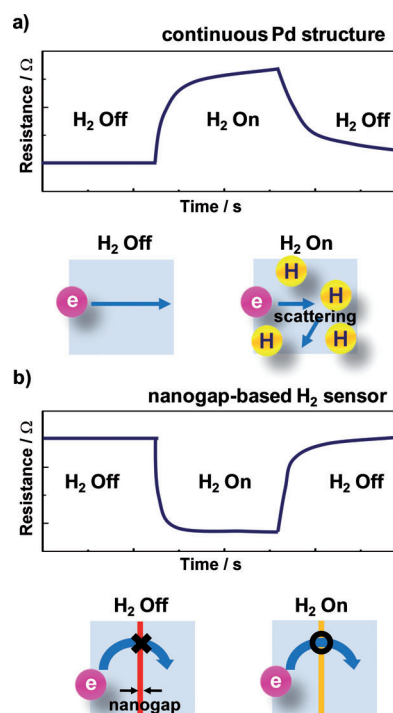 a)
continuous Pd structure
Resistance / Ω
H₂ Off
H₂ On
H₂ Off
Time / s
H₂ Off
H₂ On
e
e
H
H
scattering
H
H
b)
nanogap-based H₂ sensor
Resistance / Ω
H₂ Off
H₂ On
H₂ Off
Time / s
H₂ Off
H₂ On
e
nanogap
e